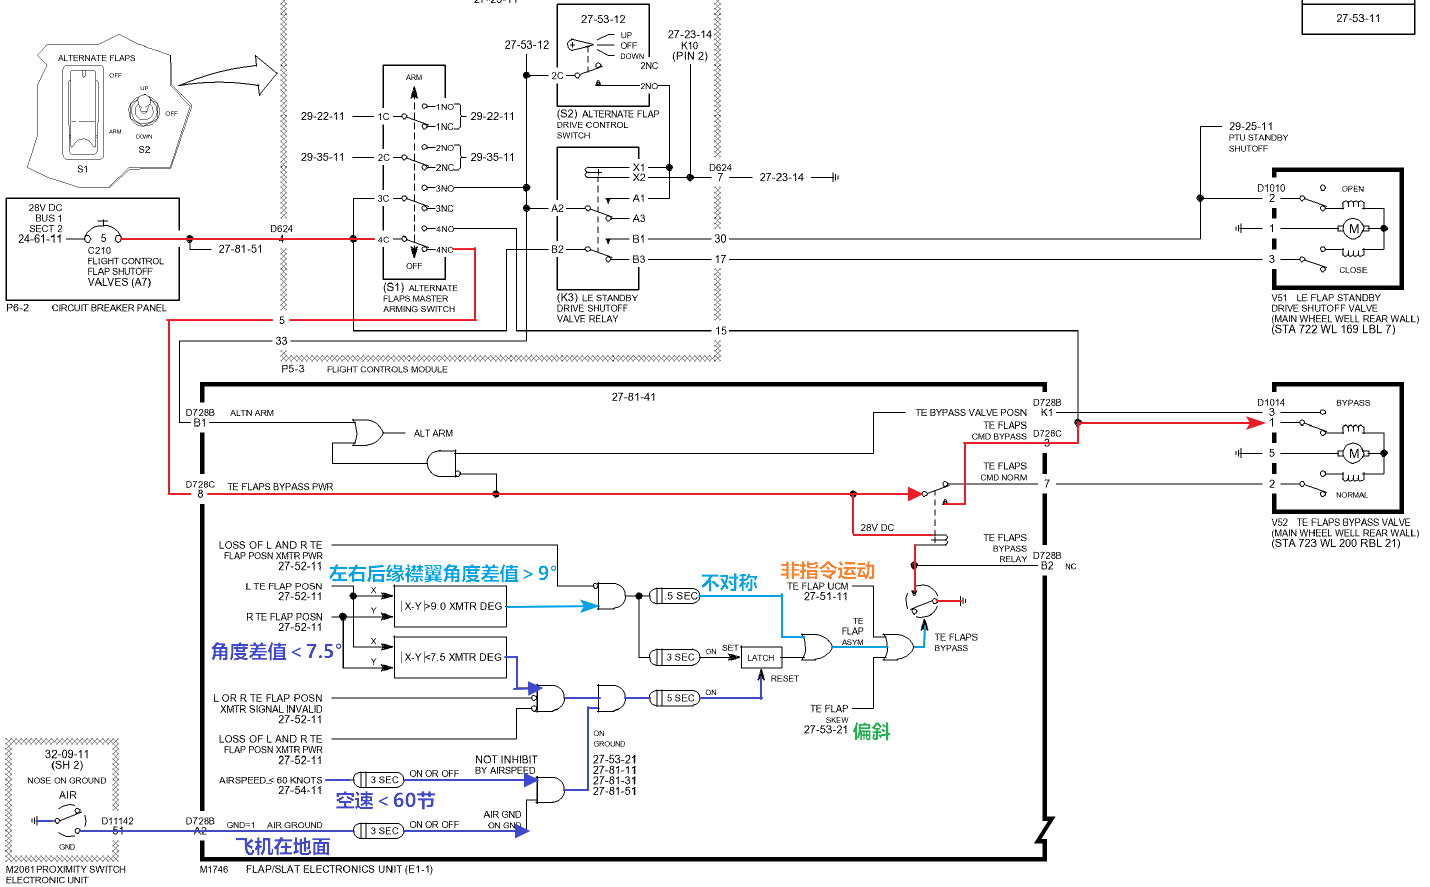 27-53-11
ALTERNATE FLAPS
OFF
ARM
S1
UP
OFF
DOWN
S2
28V DC
BUS 1
SECT 2
24-61-11
5
C210
FLIGHT CONTROL
FLAP SHUTOFF
VALVES (A7)
P6-2 CIRCUIT BREAKER PANEL
27-81-51
D624
4
29-22-11
29-35-11
ARM
1C
1NO
1NC
29-22-11
2C
2NO
2NC
29-35-11
3C
3NO
3NC
4C
4NO
4NC
OFF
(S1) ALTERNATE
FLAPS MASTER
ARMING SWITCH
5
33
P5-3 FLIGHT CONTROLS MODULE
27-53-12
27-53-12
UP
OFF
DOWN
2NC
2C
2NO
(S2) ALTERNATE FLAP
DRIVE CONTROL
SWITCH
27-23-14
K10
(PIN 2)
X1
X2
A1
A2
A3
B1
B2
B3
(K3) LE STANDBY
DRIVE SHUTOFF
VALVE RELAY
D624
7
27-23-14
30
17
15
29-25-11
PTU STANDBY
SHUTOFF
D1010
2
OPEN
1
M
3
CLOSE
V51 LE FLAP STANDBY
DRIVE SHUTOFF VALVE
(MAIN WHEEL WELL REAR WALL)
(STA 722 WL 169 LBL 7)
27-81-41
D728B
B1
ALTN ARM
ALT ARM
TE BYPASS VALVE POSN
D728B
K1
TE FLAPS
CMD BYPASS
D728C
3
TE FLAPS
CMD NORM
7
D1014
3
BYPASS
1
5
M
2
NORMAL
V52 TE FLAPS BYPASS VALVE
(MAIN WHEEL WELL REAR WALL)
(STA 723 WL 200 RBL 21)
D728C
8
TE FLAPS BYPASS PWR
28V DC
TE FLAPS
BYPASS
RELAY
D728B
B2
NC
LOSS OF L AND R TE
FLAP POSN XMTR PWR
27-52-11
左右后缘襟翼角度差值＞9°
L TE FLAP POSN
27-52-11
R TE FLAP POSN
27-52-11
X
Y
|X-Y|>9.0 XMTR DEG
角度差值＜7.5°
X
Y
|X-Y|<7.5 XMTR DEG
.5 SEC
不对称
非指令运动
TE FLAP UCM
27-51-11
TE
FLAP
ASYM
3 SEC
ON
SET
LATCH
RESET
TE FLAPS
BYPASS
.5 SEC
ON
TE FLAP
SKEW
27-53-21
偏斜
L OR R TE FLAP POSN
XMTR SIGNAL INVALID
27-52-11
LOSS OF L AND R TE
FLAP POSN XMTR PWR
27-52-11
ON
GROUND
27-53-21
27-81-11
27-81-31
27-81-51
AIRSPEED ≤ 60 KNOTS
27-54-11
3 SEC
ON OR OFF
NOT INHIBIT
BY AIRSPEED
空速＜60节
32-09-11
(SH 2)
NOSE ON GROUND
AIR
GND
D11142
51
D728B
A2
GND=1
AIR GROUND
3 SEC
ON OR OFF
AIR GND
ON GND
飞机在地面
M2061 PROXIMITY SWITCH
ELECTRONIC UNIT
M1746 FLAP/SLAT ELECTRONICS UNIT (E1-1)